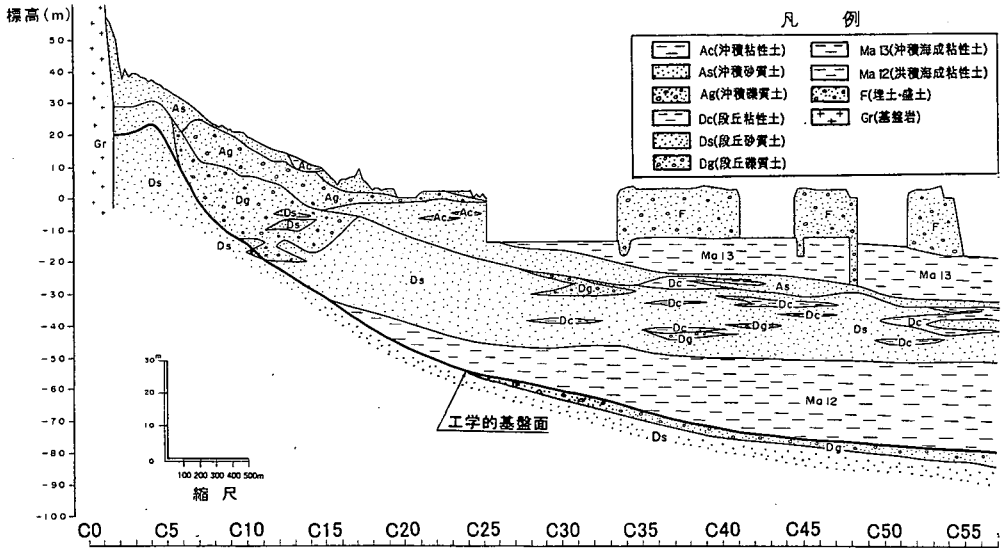 標高(m)
50
40
30
20
10
0
-10
-20
-30
-40
-50
-60
-70
-80
-90
-100
凡 例
Ac(沖積粘性土)
As(沖積砂質土)
Ag(沖積礫質土)
Dc(段丘粘性土)
Ds(段丘砂質土)
Dg(段丘礫質土)
Ma13(沖積海成粘性土)
Ma12(洪積海成粘性土)
F(埋土・盛土)
Gr(基盤岩)
Gr
As
Ag
Ac
Ag
Dg
Ds
Ds
Ds
Ds
Ac
Ac
Ds
F
F
F
Ma13
Ma13
As
Dg
Dc
Dc
Dc
Dc
Dc
Dc
Dg
Dg
Dc
Dc
Ds
Dc
Ma12
Dg
Ds
工学的基盤面
30m
20
10
0
100 200 300 400 500m
縮 尺
C0 C5 C10 C15 C20 C25 C30 C35 C40 C45 C50 C55